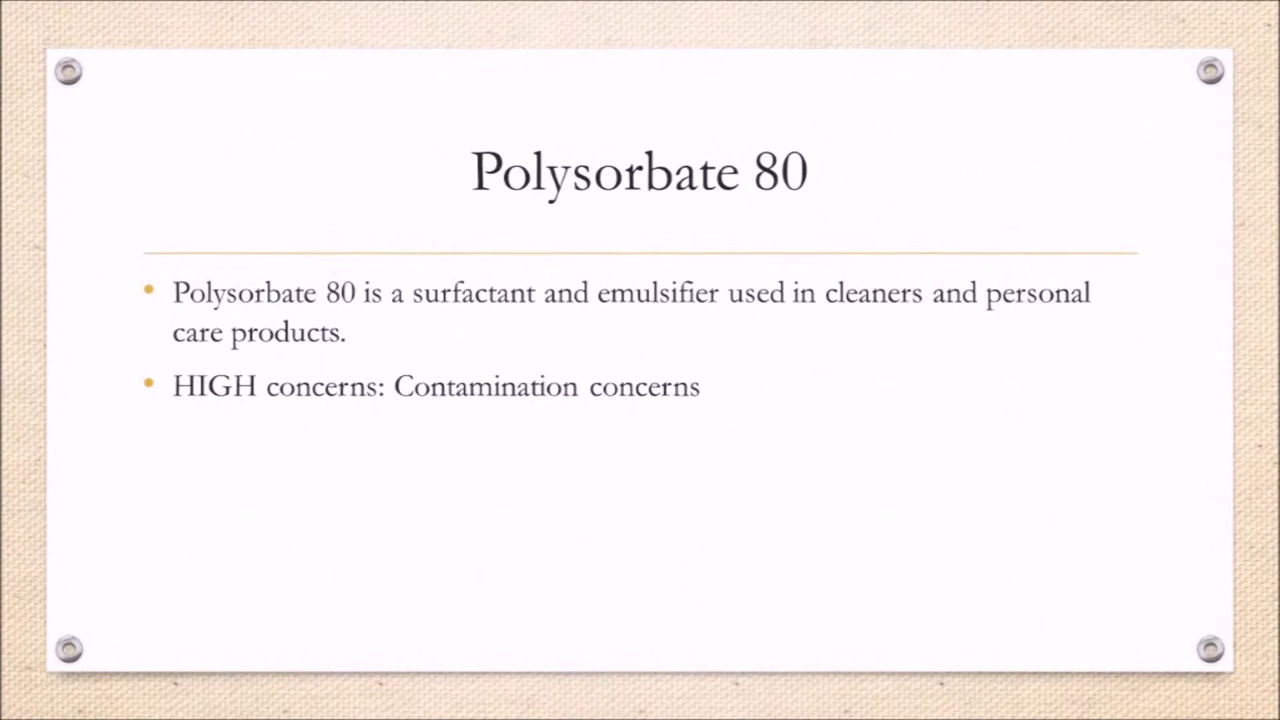 Polysorbate 80
• Polysorbate 80 is a surfactant and emulsifier used in cleaners and personal
care products.
• HIGH concerns: Contamination concerns